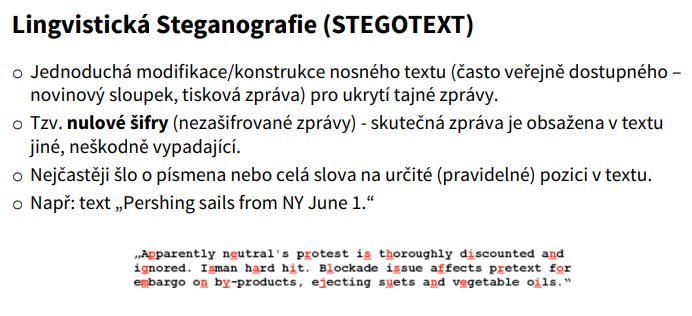 Lingvistická Steganografie (STEGOTEXT)
○ Jednoduchá modifikace/konstrukce nosného textu (často veřejně dostupného –
novinový sloupek, tisková zpráva) pro ukrytí tajné zprávy.
○ Tzv. nulové šifry (nezašifrované zprávy) - skutečná zpráva je obsažena v textu
jiné, neškodně vypadající.
○ Nejčastěji šlo o písmena nebo celá slova na určité (pravidelné) pozici v textu.
○ Např: text „Pershing sails from NY June 1.“
„Apparently neutral's protest is thoroughly discounted and
ignored. Isman hard hit. Blockade issue affects pretext for
embargo on by-products, ejecting suets and vegetable oils.“